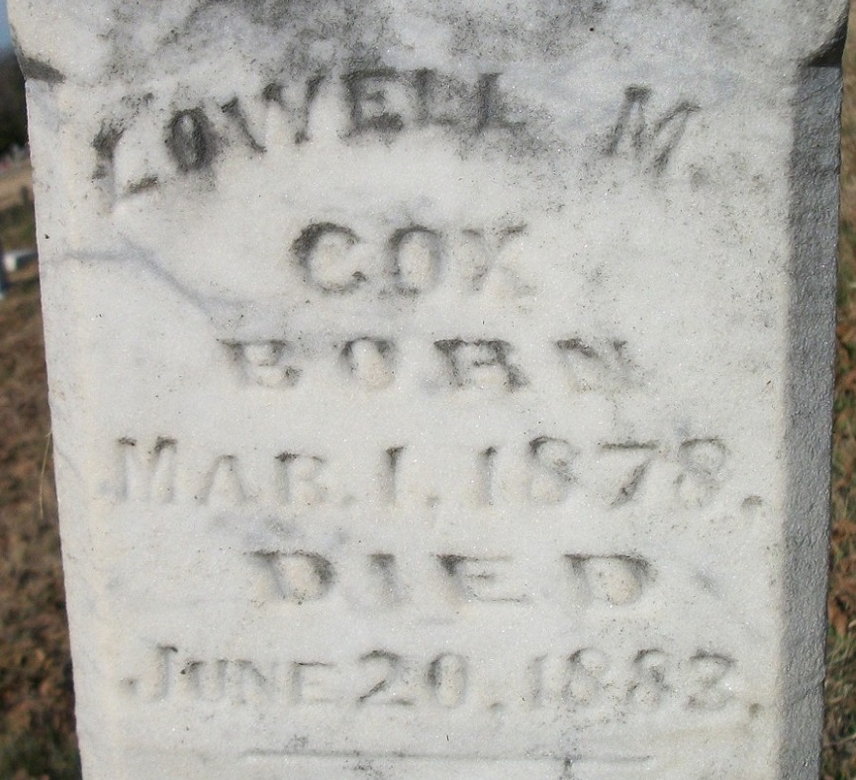 LOWELL M.
COX
BORN
MAR. 1, 1878.
DIED
JUNE 20, 1883.